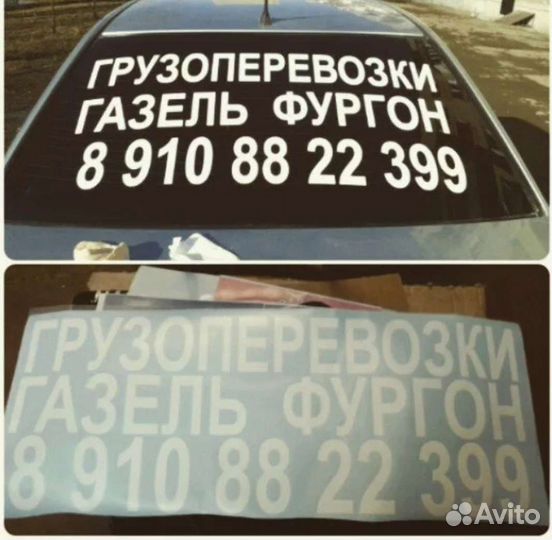 ГРУЗОПЕРЕВОЗКИ
ГАЗЕЛЬ ФУРГОН
8 910 88 22 399
ГРУЗОПЕРЕВОЗКИ
ГАЗЕЛЬ ФУРГОН
8 910 88 22 399
Avito